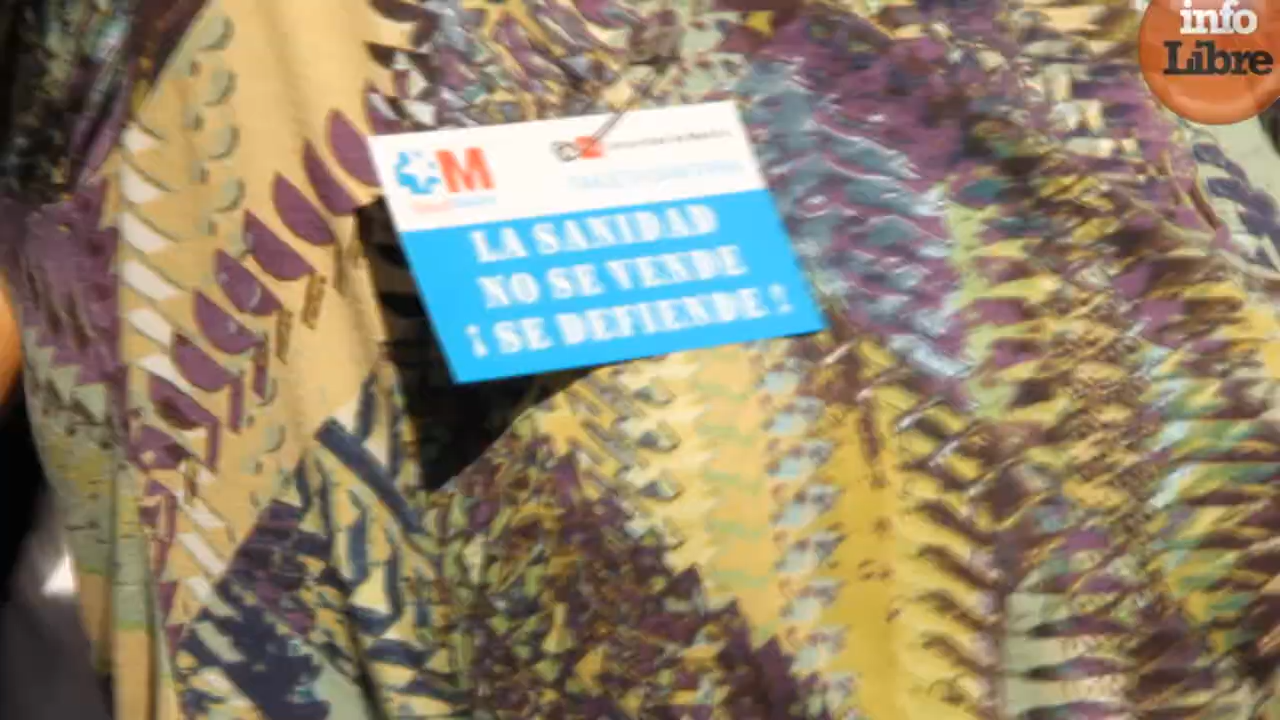 info
Libre
M
LA SANIDAD
NO SE VENDE
¡ SE DEFIENDE !